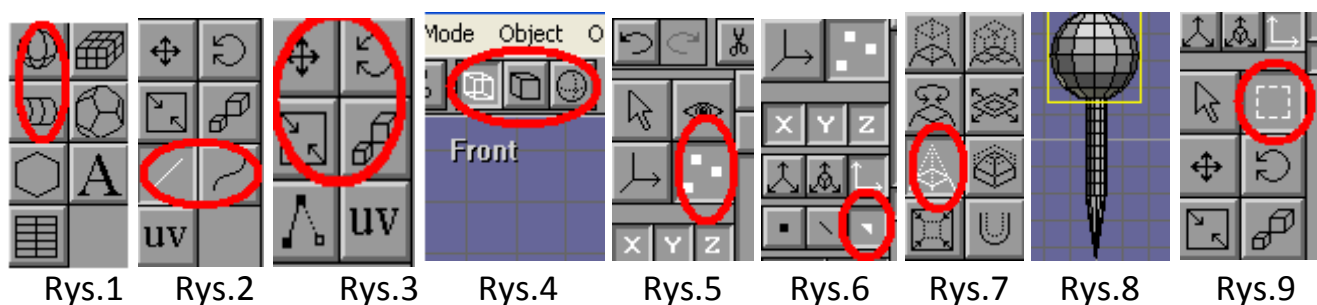 Mode Object O
Front
A
uv
uv
X Y Z
X Y Z
Rys.1 Rys.2 Rys.3 Rys.4 Rys.5 Rys.6 Rys.7 Rys.8 Rys.9